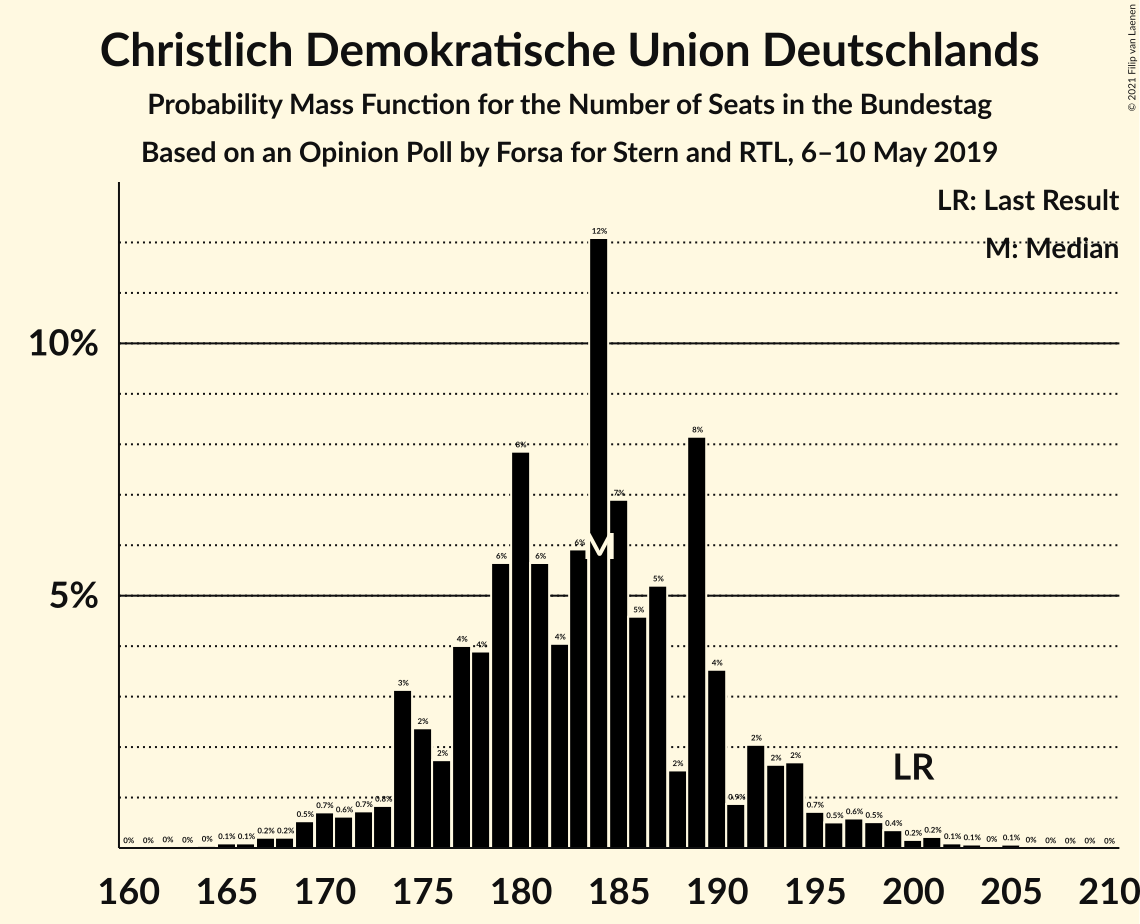 Christlich Demokratische Union Deutschlands
Probability Mass Function for the Number of Seats in the Bundestag
Based on an Opinion Poll by Forsa for Stern and RTL, 6–10 May 2019
© 2021 Filip van Laenen
LR: Last Result
M: Median
10%
5%
0% 0% 0% 0% 0% 0.1% 0.1% 0.2% 0.2% 0.5% 0.7% 0.6% 0.7% 0.8% 3% 2% 2% 4% 4% 6% 8% 6% 4% 6% 12% 7% 5% 5% 2% 8% 4% 0.9% 2% 2% 2% 0.7% 0.5% 0.6% 0.5% 0.4% 0.2% 0.2% 0.1% 0.1% 0% 0.1% 0% 0% 0% 0% 0%
M
LR
160 165 170 175 180 185 190 195 200 205 210